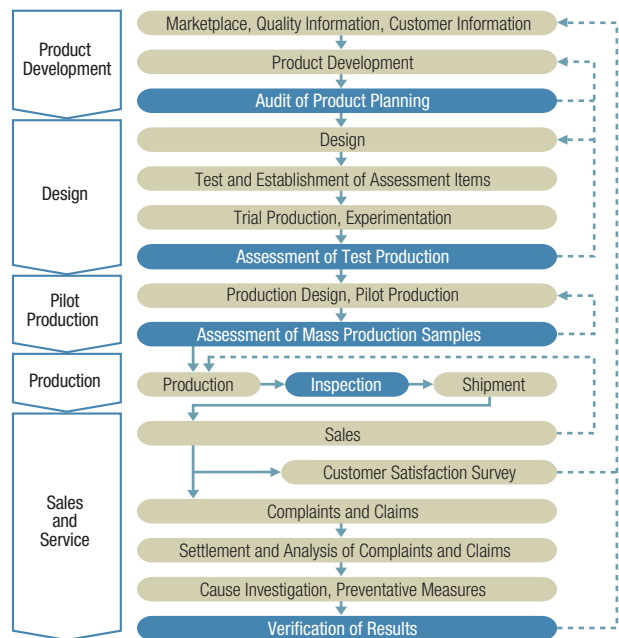 Product
Development
Marketplace, Quality Information, Customer Information
Product Development
Audit of Product Planning
Design
Design
Test and Establishment of Assessment Items
Trial Production, Experimentation
Assessment of Test Production
Pilot
Production
Production Design, Pilot Production
Assessment of Mass Production Samples
Production
Production
Inspection
Shipment
Sales
and
Service
Sales
Customer Satisfaction Survey
Complaints and Claims
Settlement and Analysis of Complaints and Claims
Cause Investigation, Preventative Measures
Verification of Results